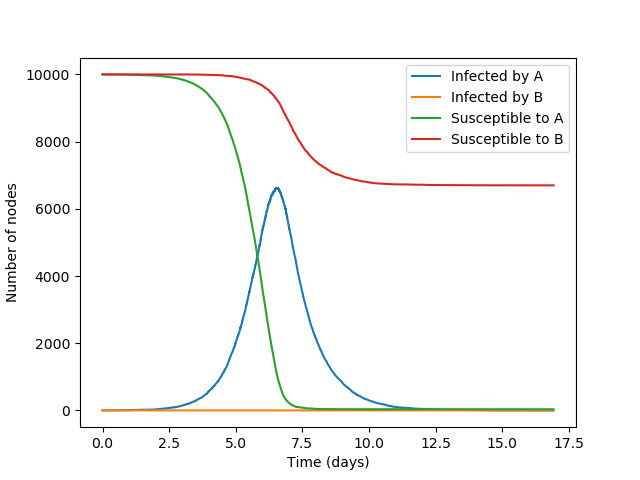 Infected by A
Infected by B
Susceptible to A
Susceptible to B
Number of nodes
10000
8000
6000
4000
2000
0
0.0 2.5 5.0 7.5 10.0 12.5 15.0 17.5
Time (days)